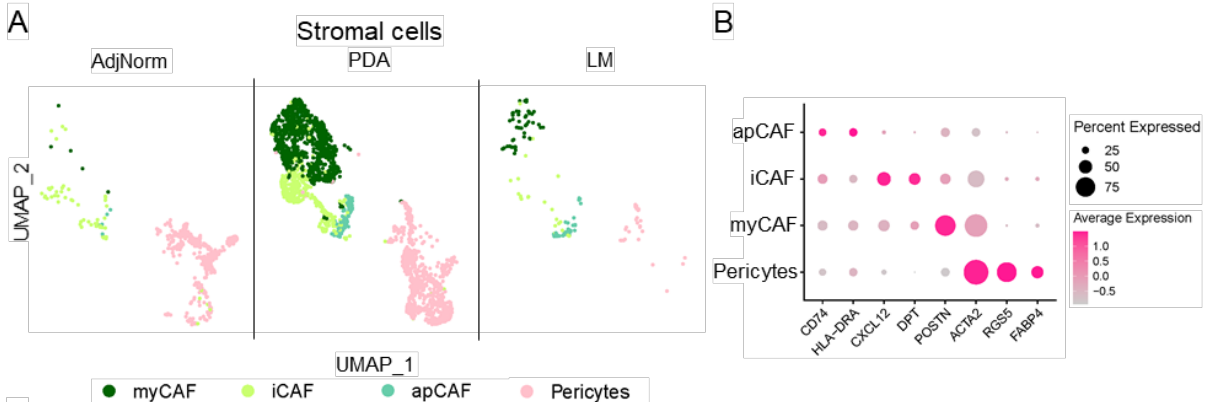 A
Stromal cells
AdjNorm
PDA
LM
UMAP_2
UMAP_1
myCAF
iCAF
apCAF
Pericytes
B
apCAF
iCAF
myCAF
Pericytes
CD74
HLA-DRA
CXCL12
DPT
POSTN
ACTA2
RGS5
FABP4
Percent Expressed
25
50
75
Average Expression
1.0
0.5
0.0
−0.5